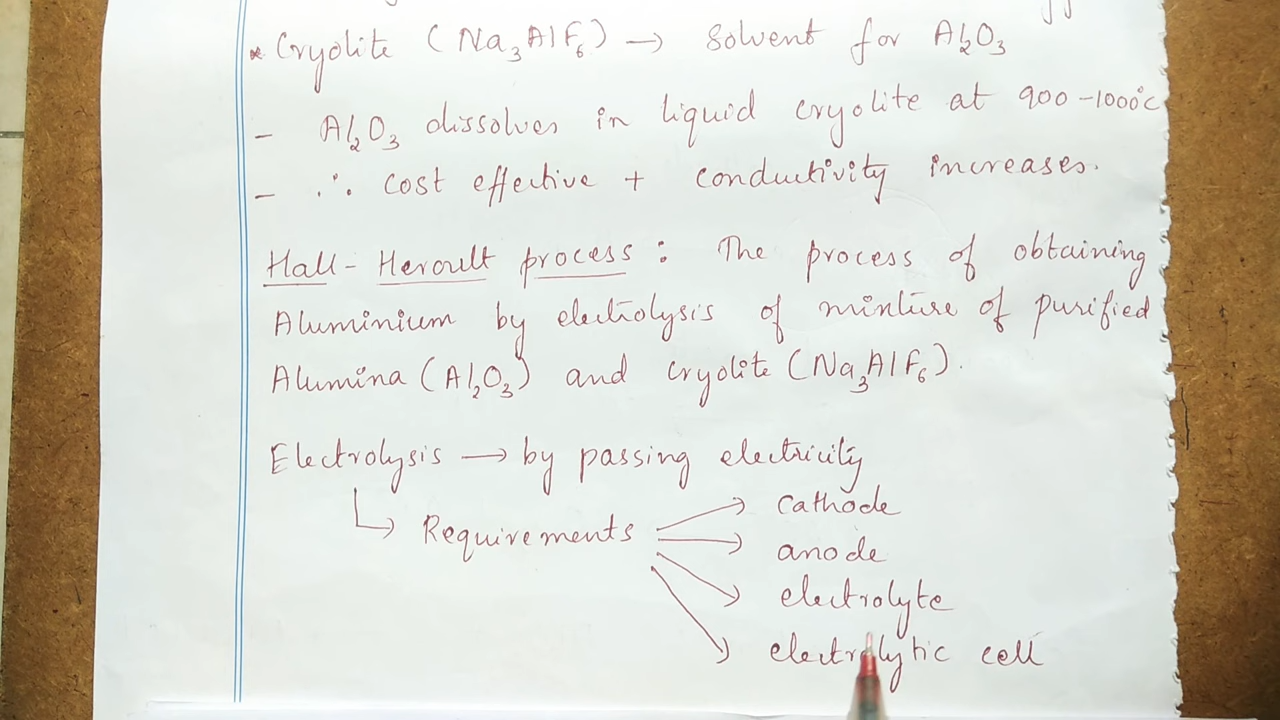 * Cryolite (Na₃AlF₆) → Solvent for Al₂O₃
- Al₂O₃ dissolves in liquid cryolite at 900-1000°C
- ∴ cost effective + conductivity increases.
Hall-Heroult process : The process of obtaining
Aluminium by electrolysis of mixture of purified
Alumina (Al₂O₃) and cryolite (Na₃AlF₆).
Electrolysis → by passing electricity
↳ Requirements → cathode
→ anode
→ electrolyte
→ electrolytic cell